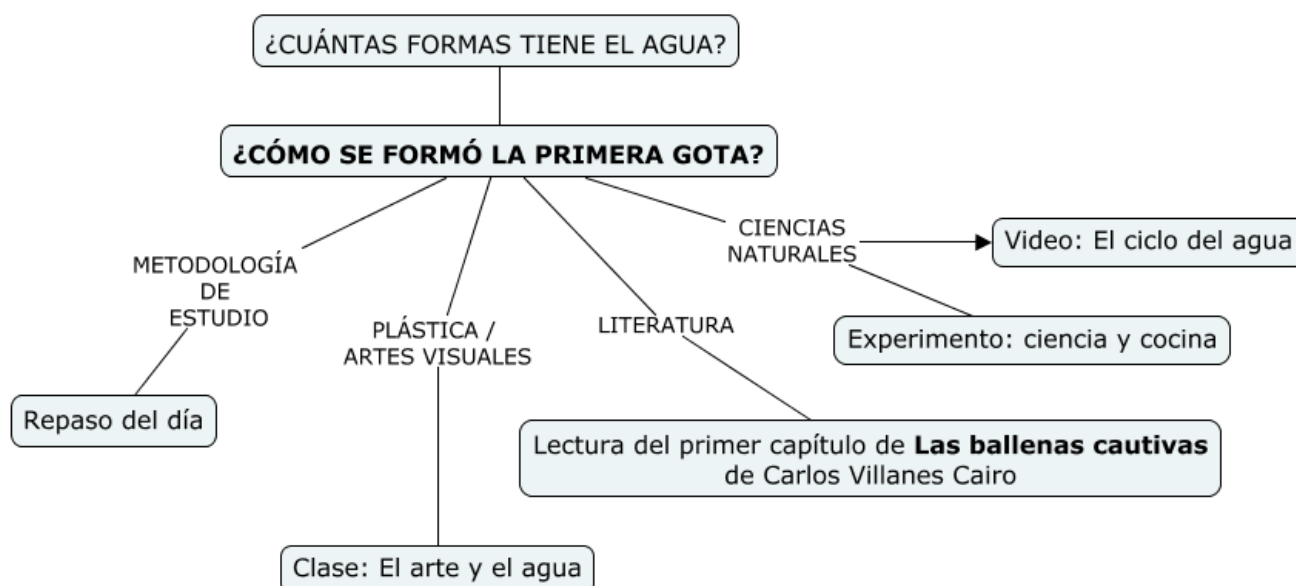 ¿CUÁNTAS FORMAS TIENE EL AGUA?
¿CÓMO SE FORMÓ LA PRIMERA GOTA?
METODOLOGÍA
DE
ESTUDIO
Repaso del día
PLÁSTICA /
ARTES VISUALES
Clase: El arte y el agua
LITERATURA
Lectura del primer capítulo de Las ballenas cautivas
de Carlos Villanes Cairo
CIENCIAS
NATURALES
Video: El ciclo del agua
Experimento: ciencia y cocina